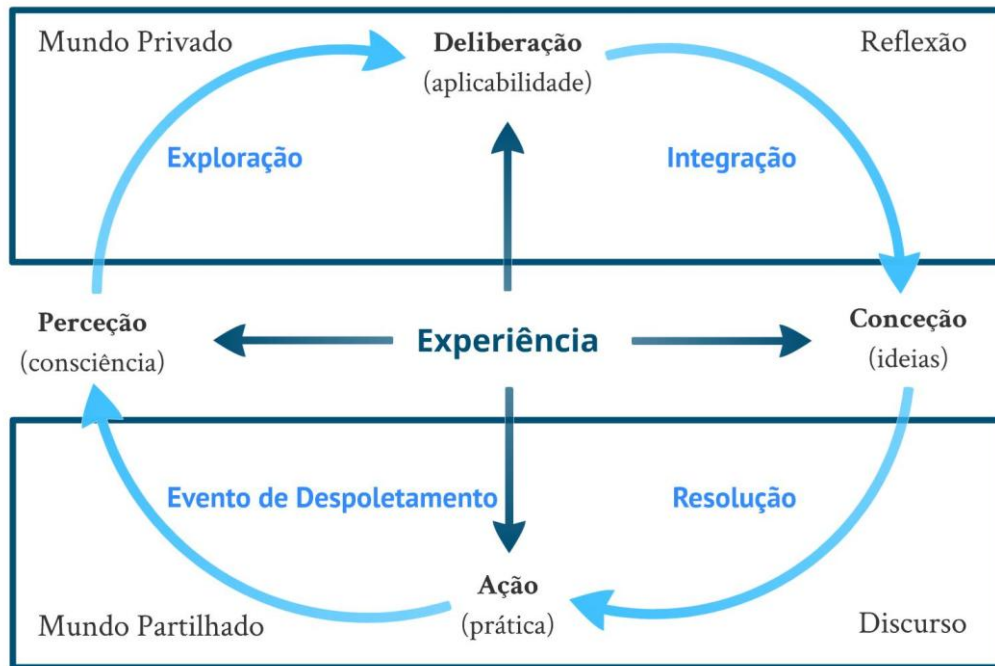 Mundo Privado
Deliberação
(aplicabilidade)
Reflexão
Exploração
Integração
Perceção
(consciência)
Experiência
Conceção
(ideias)
Evento de Despoletamento
Resolução
Ação
(prática)
Mundo Partilhado
Discurso